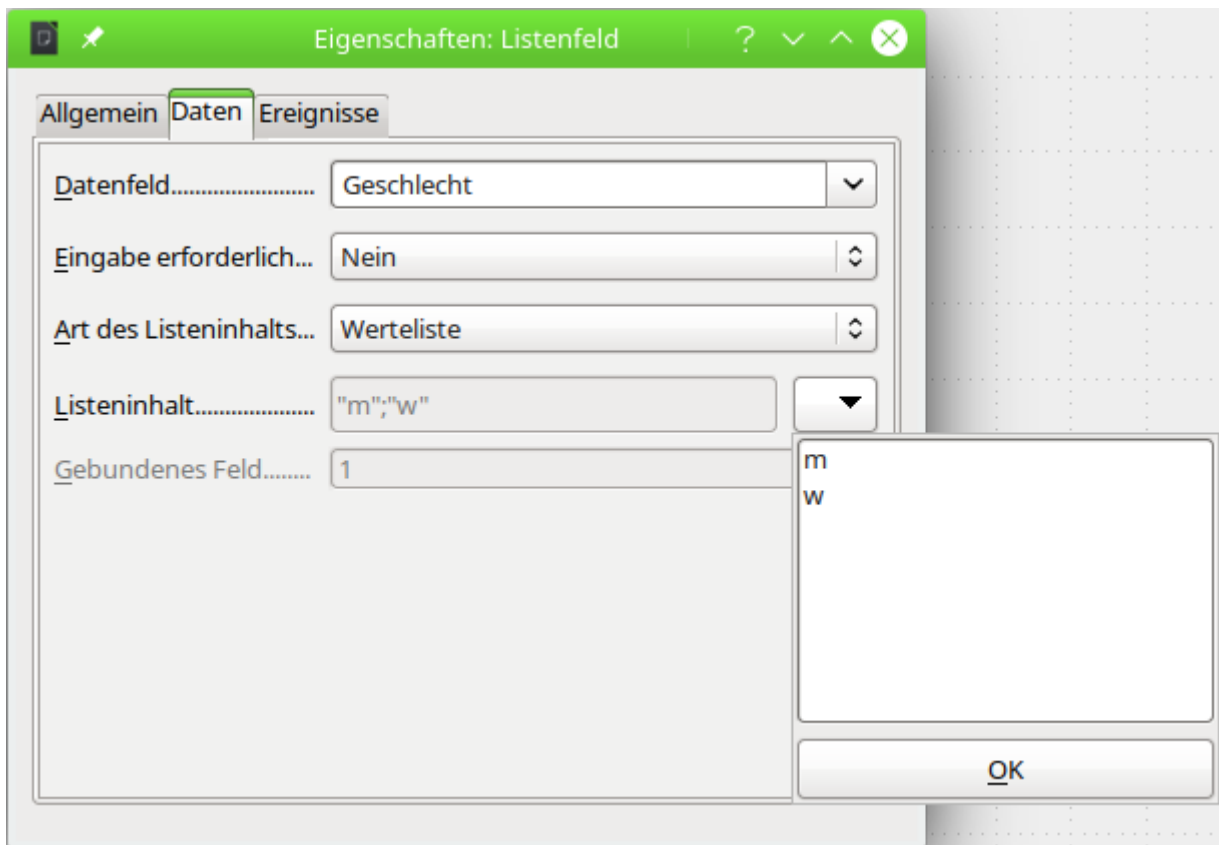 Eigenschaften: Listenfeld
Allgemein Daten Ereignisse
Datenfeld........................ Geschlecht
Eingabe erforderlich... Nein
Art des Listeninhalts... Werteliste
Listeninhalt.................... "m";"w"
Gebundenes Feld........ 1
m
w
OK